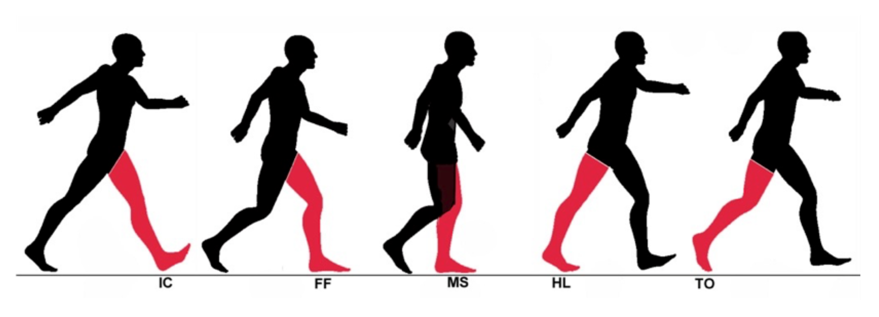 IC FF MS HL TO